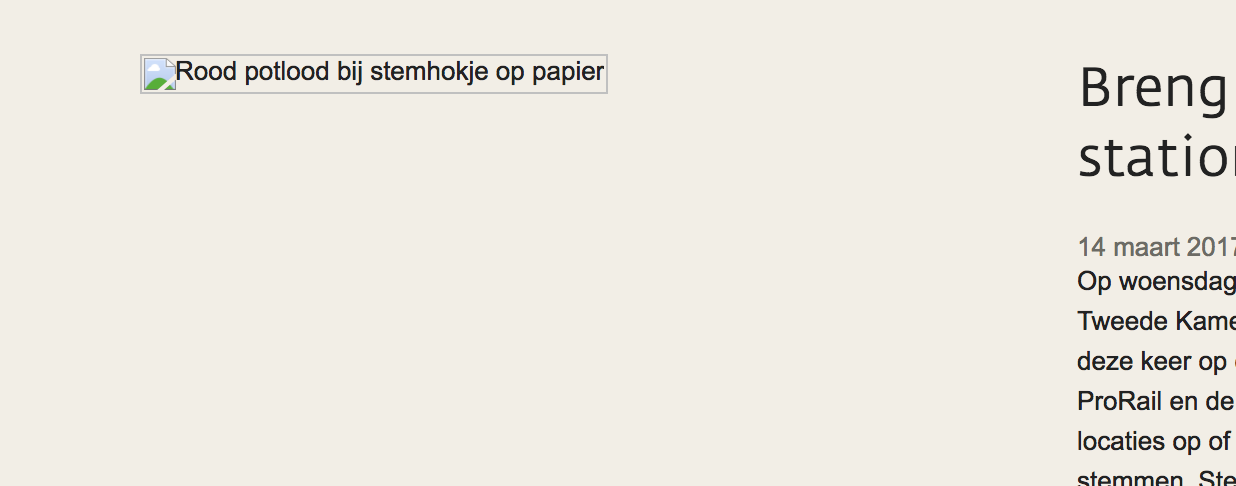 Rood potlood bij stemhokje op papier
Breng
station
14 maart 2017
Op woensdag
Tweede Kame
deze keer op
ProRail en de
locaties op of
stemmen. Ste